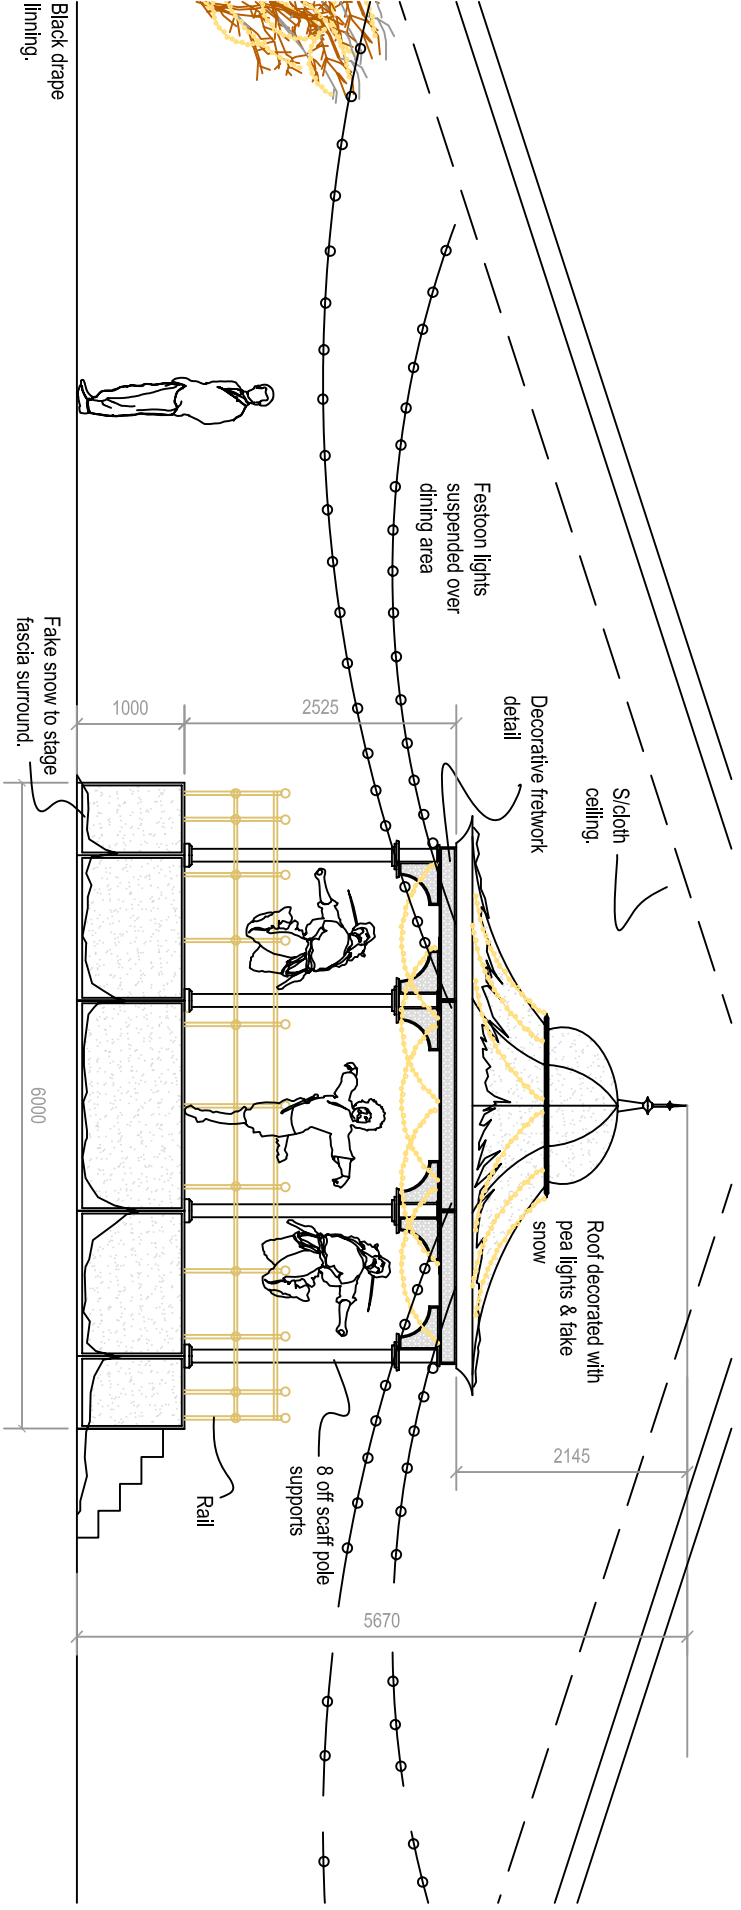 Black drape
linning.
Festoon lights
suspended over
dining area
S/cloth
ceiling.
Decorative fretwork
detail
Fake snow to stage
fascia surround.
1000
2525
6000
Roof decorated with
pea lights & fake
snow
2145
8 off scaff pole
supports
Rail
5670